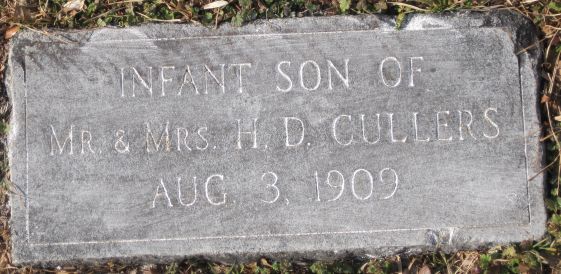 INFANT SON OF
MR. & MRS. H. D. CULLERS
AUG 3, 1909